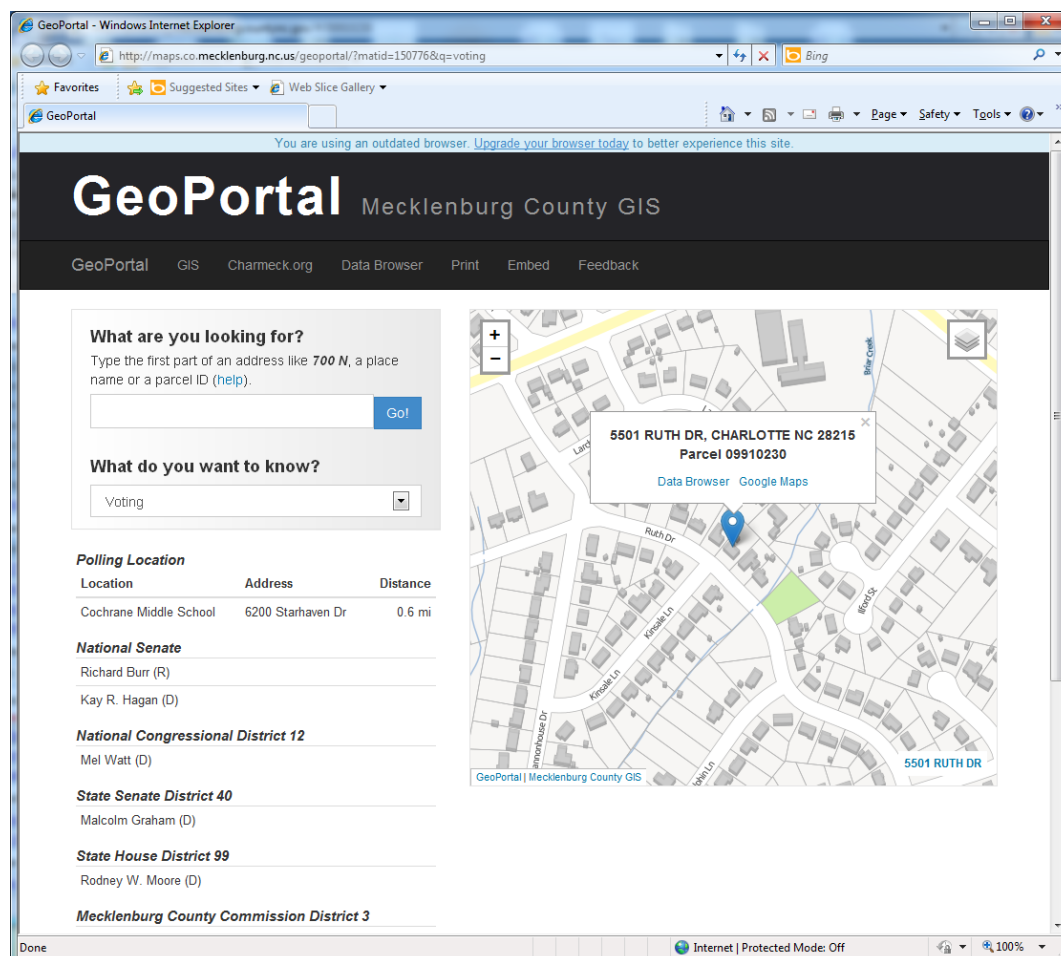 GeoPortal - Windows Internet Explorer
http://maps.co.mecklenburg.nc.us/geoportal/?matid=150776&q=voting
Bing
Favorites Suggested Sites Web Slice Gallery
GeoPortal
Page Safety Tools
You are using an outdated browser. Upgrade your browser today to better experience this site.
GeoPortal Mecklenburg County GIS
GeoPortal GIS Charmeck.org Data Browser Print Embed Feedback
What are you looking for?
Type the first part of an address like 700 N, a place
name or a parcel ID (help).
Go!
What do you want to know?
Voting
Polling Location
Location Address Distance
Cochrane Middle School 6200 Starhaven Dr 0.6 mi
National Senate
Richard Burr (R)
Kay R. Hagan (D)
National Congressional District 12
Mel Watt (D)
State Senate District 40
Malcolm Graham (D)
State House District 99
Rodney W. Moore (D)
Mecklenburg County Commission District 3
+
−
Briar Creek
5501 RUTH DR, CHARLOTTE NC 28215
Parcel 09910230
Data Browser Google Maps
×
Ruth Dr
Kinsale Ln
Kinsale Ln
Ilford St
5501 RUTH DR
GeoPortal | Mecklenburg County GIS
Done
Internet | Protected Mode: Off
100%